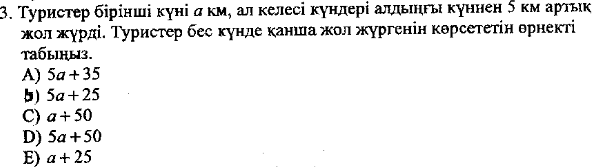 3. Туристер бірінші күні a км, ал келесі күндері алдыңғы күннен 5 км артық
жол жүрді. Туристер бес күнде қанша жол жүргенін көрсететін өрнекті
табыңыз.
A) 5a + 35
b) 5a + 25
C) a + 50
D) 5a + 50
E) a + 25